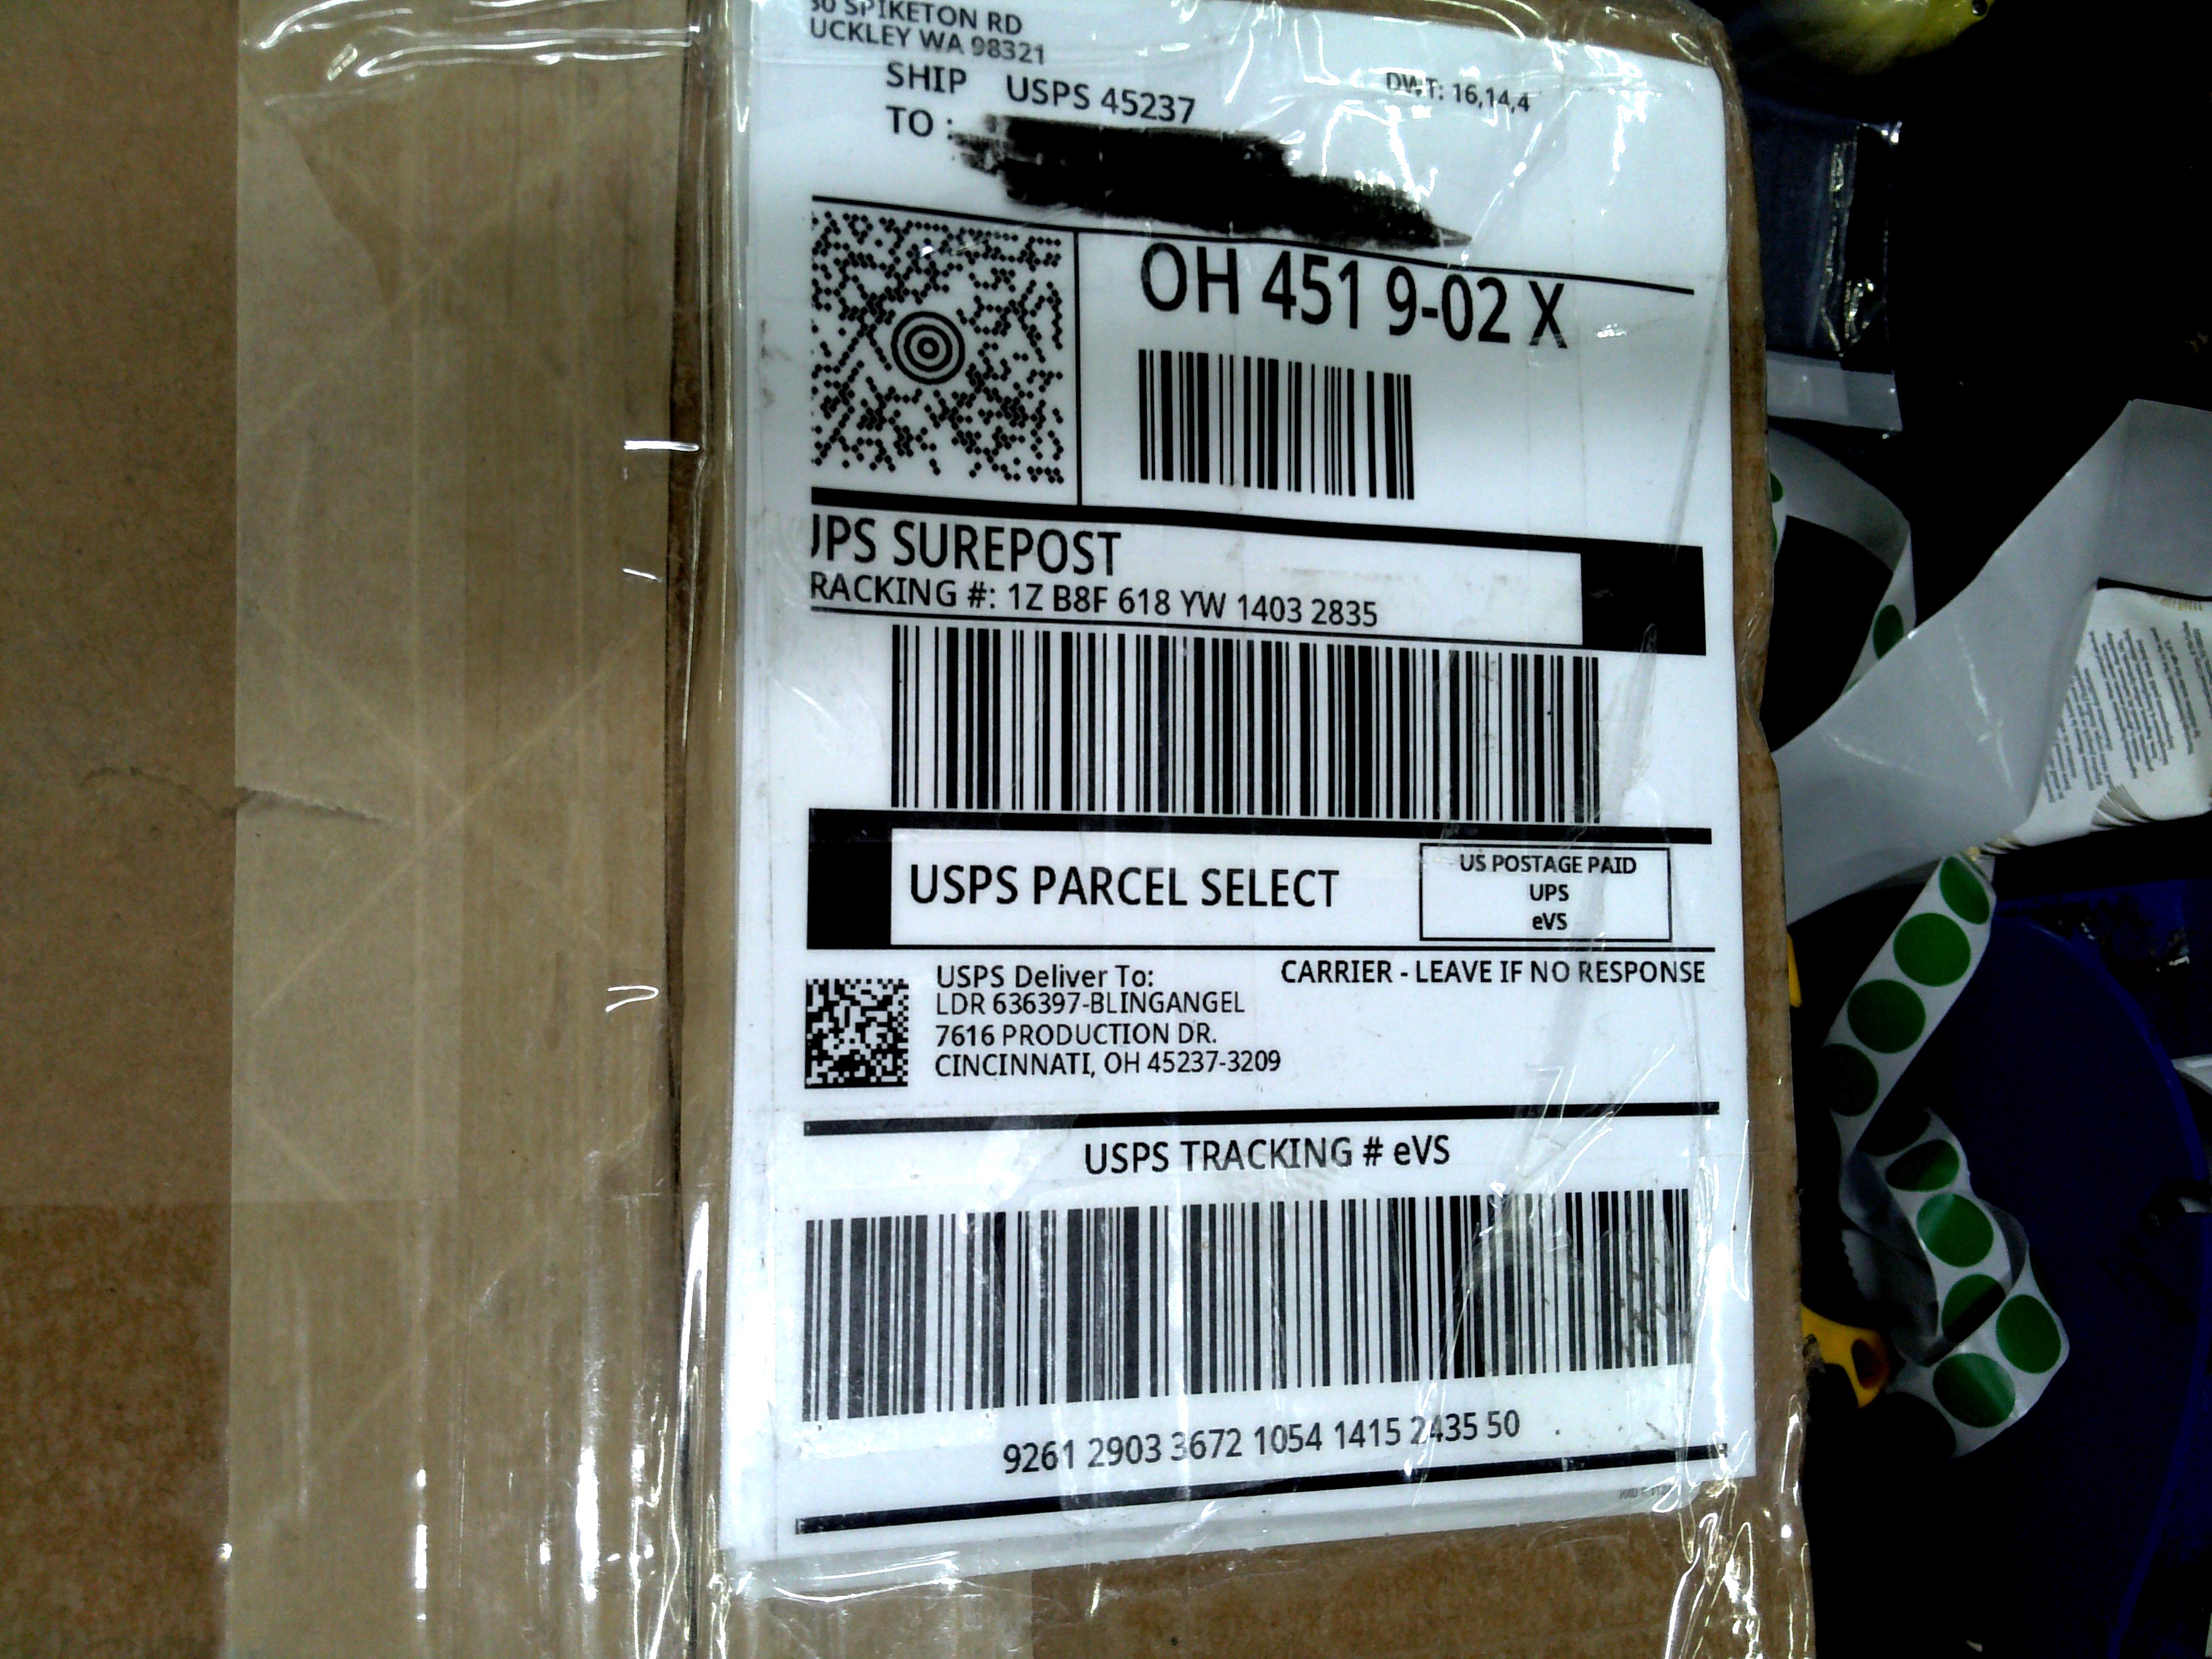 SPIKETON RD
UCKLEY WA 98321
SHIP USPS 45237
TO :
DWT: 16,14,4
OH 451 9-02 X
UPS SUREPOST
RACKING #: 1Z B8F 618 YW 1403 2835
USPS PARCEL SELECT
US POSTAGE PAID
UPS
eVS
USPS Deliver To:
CARRIER - LEAVE IF NO RESPONSE
LDR 636397-BLINGANGEL
7616 PRODUCTION DR.
CINCINNATI, OH 45237-3209
USPS TRACKING # eVS
9261 2903 3672 1054 1415 2435 50